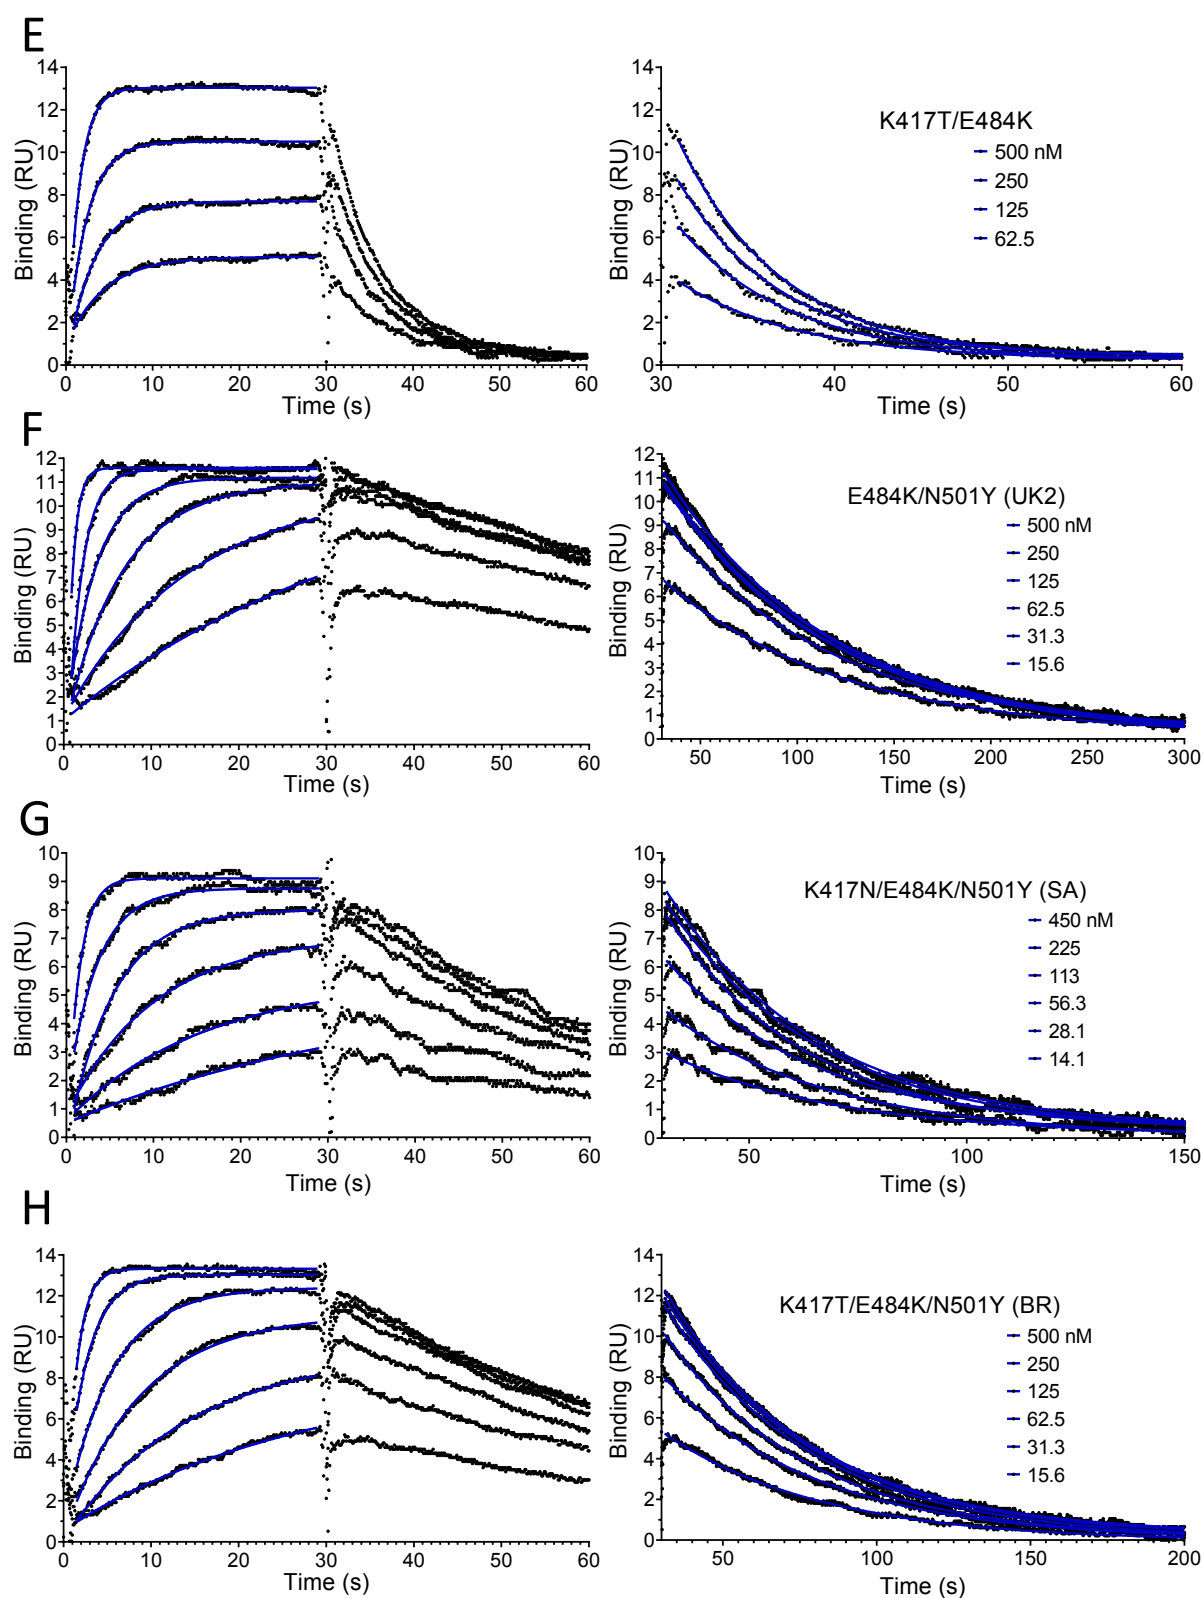 E
14
12
10
8
6
4
2
0
Binding (RU)
0 10 20 30 40 50 60
Time (s)
14
12
10
8
6
4
2
0
Binding (RU)
K417T/E484K
500 nM
250
125
62.5
30 40 50 60
Time (s)
F
12
11
10
9
8
7
6
5
4
3
2
1
0
Binding (RU)
0 10 20 30 40 50 60
Time (s)
12
11
10
9
8
7
6
5
4
3
2
1
0
Binding (RU)
E484K/N501Y (UK2)
500 nM
250
125
62.5
31.3
15.6
50 100 150 200 250 300
Time (s)
G
10
9
8
7
6
5
4
3
2
1
0
Binding (RU)
0 10 20 30 40 50 60
Time (s)
10
9
8
7
6
5
4
3
2
1
0
Binding (RU)
K417N/E484K/N501Y (SA)
450 nM
225
113
56.3
28.1
14.1
50 100 150
Time (s)
H
14
12
10
8
6
4
2
0
Binding (RU)
0 10 20 30 40 50 60
Time (s)
14
12
10
8
6
4
2
0
Binding (RU)
K417T/E484K/N501Y (BR)
500 nM
250
125
62.5
31.3
15.6
50 100 150 200
Time (s)